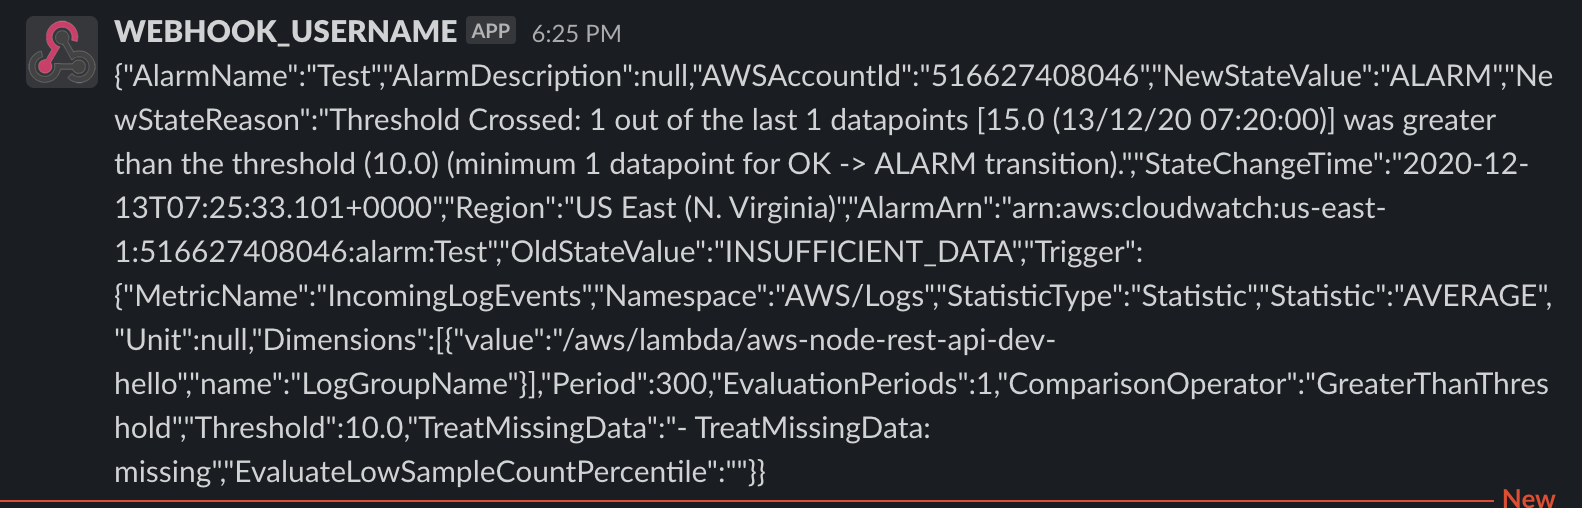 WEBHOOK_USERNAME APP 6:25 PM
{"AlarmName":"Test","AlarmDescription":null,"AWSAccountId":"516627408046","NewStateValue":"ALARM","Ne
wStateReason":"Threshold Crossed: 1 out of the last 1 datapoints [15.0 (13/12/20 07:20:00)] was greater
than the threshold (10.0) (minimum 1 datapoint for OK -> ALARM transition).","StateChangeTime":"2020-12-
13T07:25:33.101+0000","Region":"US East (N. Virginia)","AlarmArn":"arn:aws:cloudwatch:us-east-
1:516627408046:alarm:Test","OldStateValue":"INSUFFICIENT_DATA","Trigger":
{"MetricName":"IncomingLogEvents","Namespace":"AWS/Logs","StatisticType":"Statistic","Statistic":"AVERAGE",
"Unit":null,"Dimensions":[{"value":"/aws/lambda/aws-node-rest-api-dev-
hello","name":"LogGroupName"}],"Period":300,"EvaluationPeriods":1,"ComparisonOperator":"GreaterThanThres
hold","Threshold":10.0,"TreatMissingData":"- TreatMissingData:
missing","EvaluateLowSampleCountPercentile":""}}
New